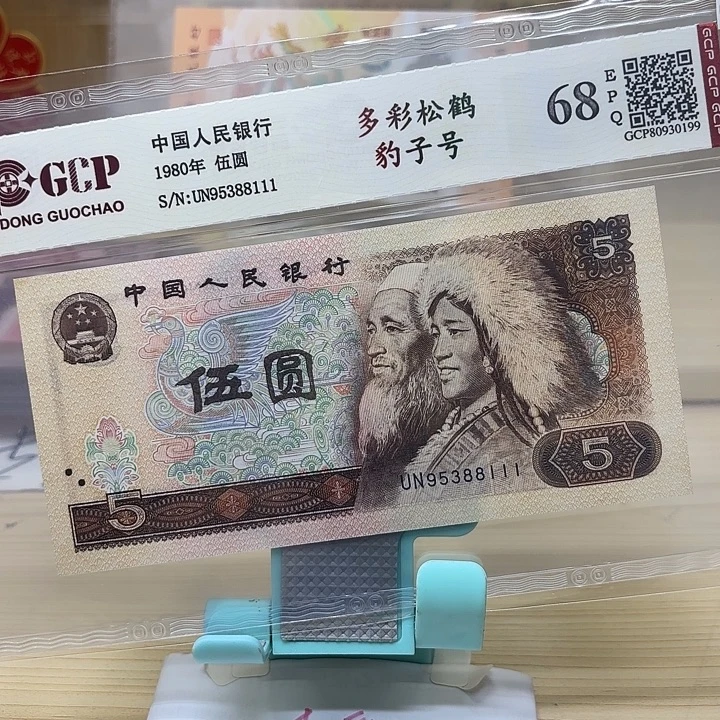 GCP
DONG GUOCHAO
中国人民银行
1980年 伍圆
S/N:UN95388111
多彩松鹤
豹子号
68
EPQ
GCP80930199
GCP GCP GCP
中国人民银行
伍圆
5
5
5
UN95388111